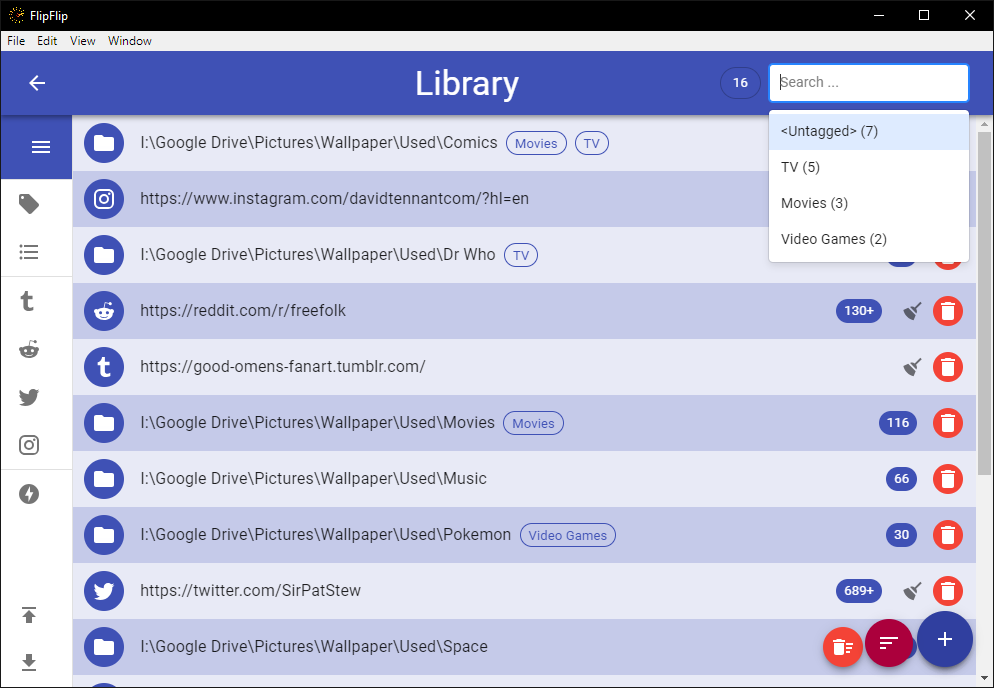 FlipFlip
File Edit View Window
Library 16 Search ...
<Untagged> (7)
TV (5)
Movies (3)
Video Games (2)
I:\Google Drive\Pictures\Wallpaper\Used\Comics Movies TV
https://www.instagram.com/davidtennantcom/?hl=en
I:\Google Drive\Pictures\Wallpaper\Used\Dr Who TV
https://reddit.com/r/freefolk 130+
https://good-omens-fanart.tumblr.com/
I:\Google Drive\Pictures\Wallpaper\Used\Movies Movies 116
I:\Google Drive\Pictures\Wallpaper\Used\Music 66
I:\Google Drive\Pictures\Wallpaper\Used\Pokemon Video Games 30
https://twitter.com/SirPatStew 689+
I:\Google Drive\Pictures\Wallpaper\Used\Space